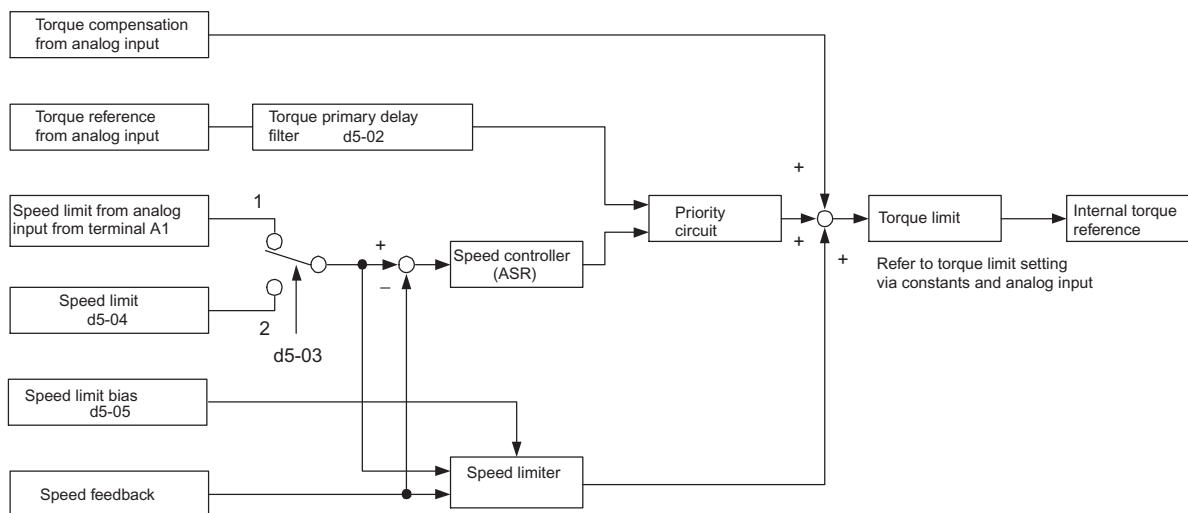 Torque compensation
from analog input
+
Torque reference
from analog input
Torque primary delay
filter d5-02
Speed limit from analog
input from terminal A1
1
+
−
Speed controller
(ASR)
Priority
circuit
+
+
Torque limit
Internal torque
reference
Refer to torque limit setting
via constants and analog input
Speed limit
d5-04
2
d5-03
Speed limit bias
d5-05
Speed limiter
Speed feedback